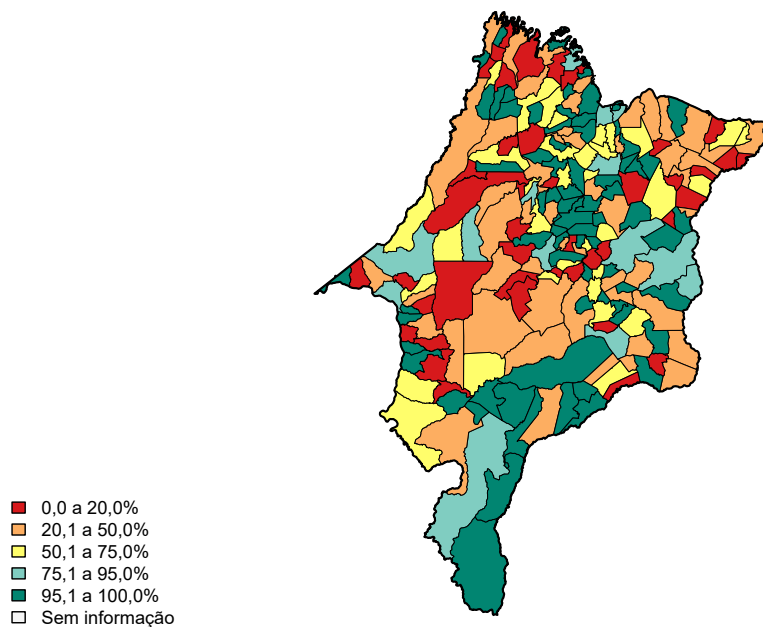 0,0 a 20,0%
20,1 a 50,0%
50,1 a 75,0%
75,1 a 95,0%
95,1 a 100,0%
Sem informação